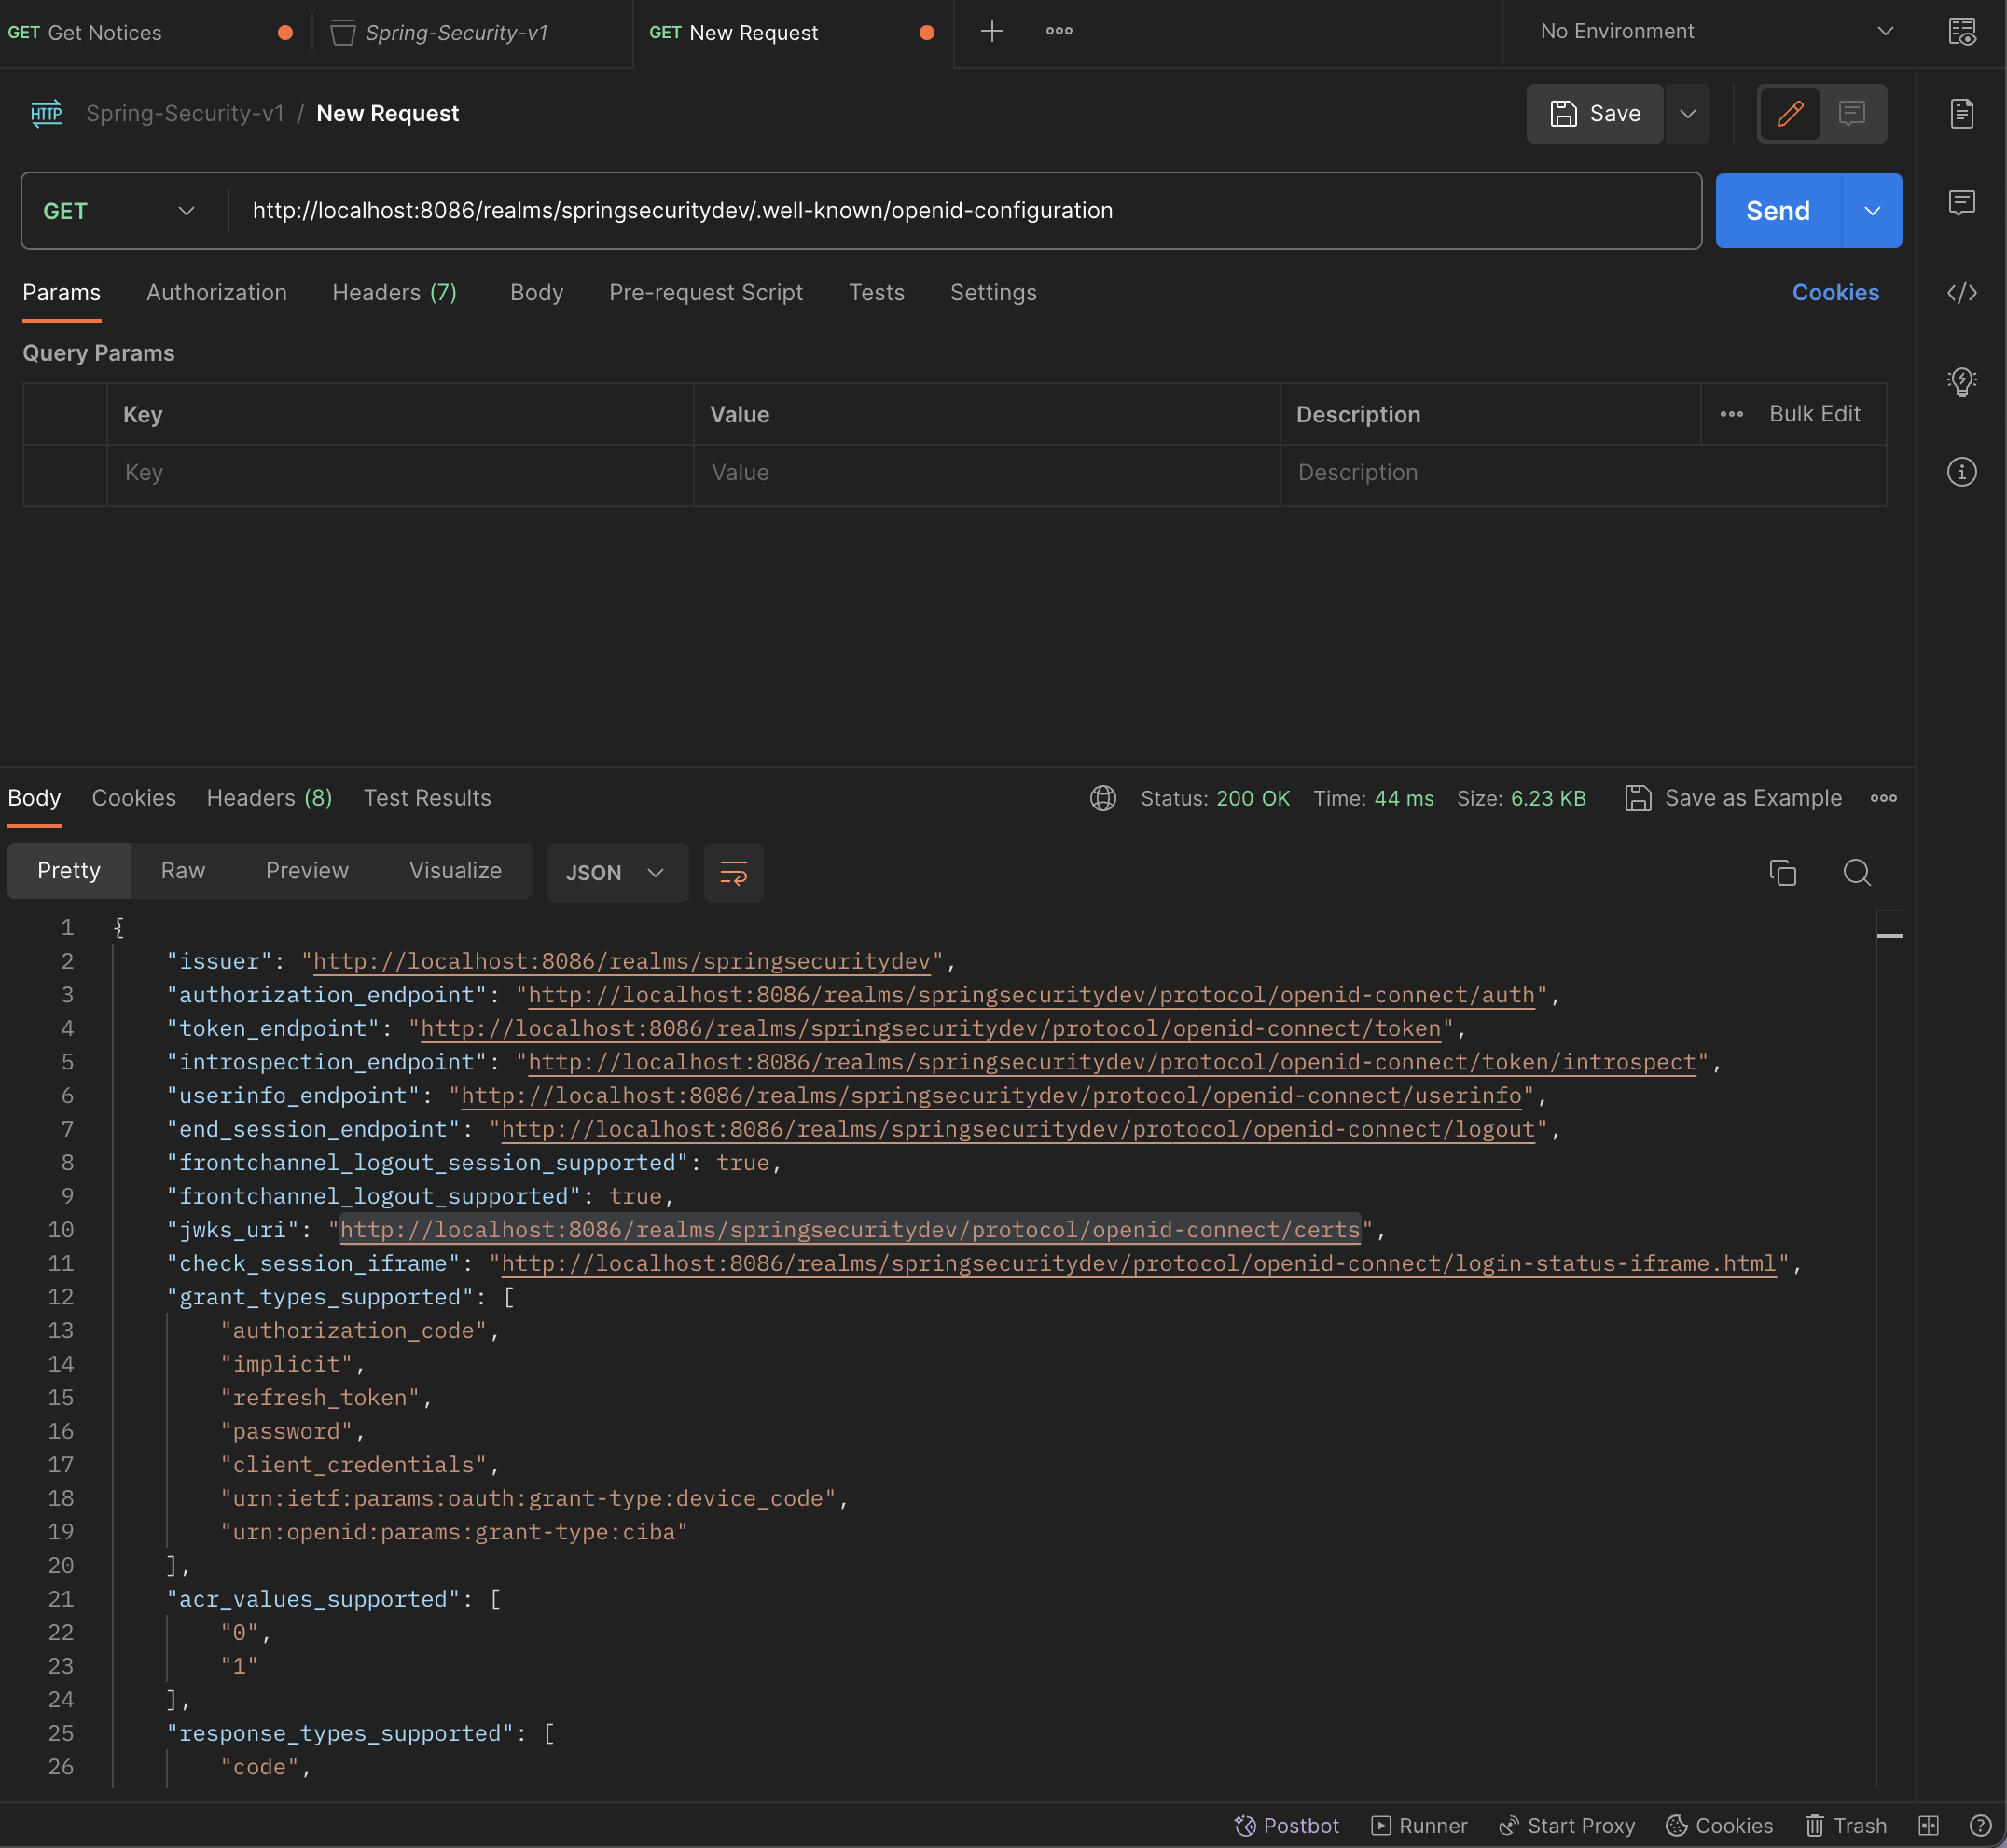 GET Get Notices
Spring-Security-v1
GET New Request
No Environment
HTTP Spring-Security-v1 / New Request
Save
GET
http://localhost:8086/realms/springsecuritydev/.well-known/openid-configuration
Send
Params Authorization Headers (7) Body Pre-request Script Tests Settings Cookies
Query Params
Key Value Description Bulk Edit
Key Value Description
Body Cookies Headers (8) Test Results Status: 200 OK Time: 44 ms Size: 6.23 KB Save as Example
Pretty Raw Preview Visualize JSON
1 {
2 "issuer": "http://localhost:8086/realms/springsecuritydev",
3 "authorization_endpoint": "http://localhost:8086/realms/springsecuritydev/protocol/openid-connect/auth",
4 "token_endpoint": "http://localhost:8086/realms/springsecuritydev/protocol/openid-connect/token",
5 "introspection_endpoint": "http://localhost:8086/realms/springsecuritydev/protocol/openid-connect/token/introspect",
6 "userinfo_endpoint": "http://localhost:8086/realms/springsecuritydev/protocol/openid-connect/userinfo",
7 "end_session_endpoint": "http://localhost:8086/realms/springsecuritydev/protocol/openid-connect/logout",
8 "frontchannel_logout_session_supported": true,
9 "frontchannel_logout_supported": true,
10 "jwks_uri": "http://localhost:8086/realms/springsecuritydev/protocol/openid-connect/certs",
11 "check_session_iframe": "http://localhost:8086/realms/springsecuritydev/protocol/openid-connect/login-status-iframe.html",
12 "grant_types_supported": [
13 "authorization_code",
14 "implicit",
15 "refresh_token",
16 "password",
17 "client_credentials",
18 "urn:ietf:params:oauth:grant-type:device_code",
19 "urn:openid:params:grant-type:ciba"
20 ],
21 "acr_values_supported": [
22 "0",
23 "1"
24 ],
25 "response_types_supported": [
26 "code",
Postbot Runner Start Proxy Cookies Trash